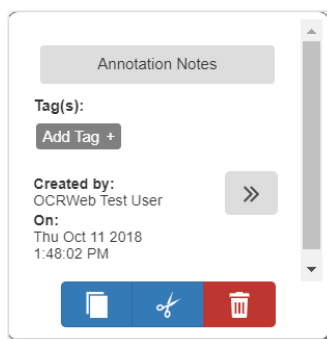 Annotation Notes
Tag(s):
Add Tag +
Created by:
OCRWeb Test User
On:
Thu Oct 11 2018
1:48:02 PM